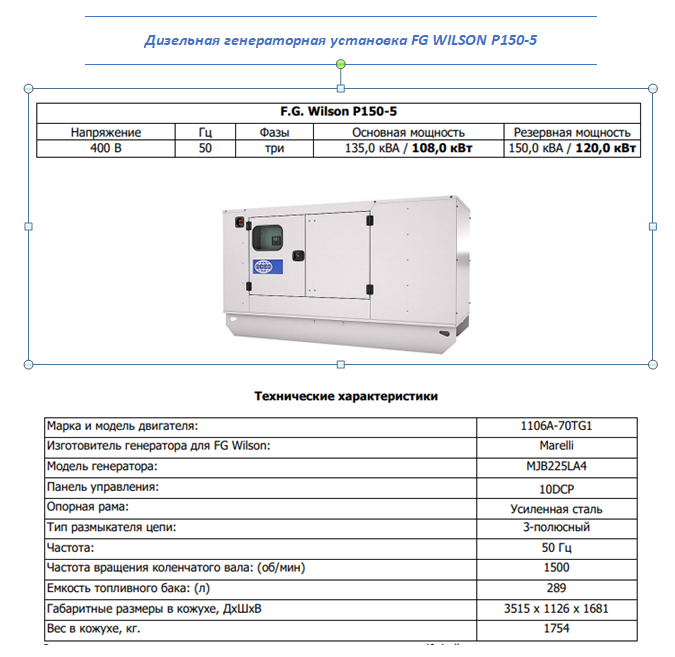 Дизельная генераторная установка FG WILSON P150-5
F.G. Wilson P150-5
Напряжение Гц Фазы Основная мощность Резервная мощность
400 В 50 три 135,0 кВА / 108,0 кВт 150,0 кВА / 120,0 кВт
Технические характеристики
Марка и модель двигателя: 1106A-70TG1
Изготовитель генератора для FG Wilson: Marelli
Модель генератора: MJB225LA4
Панель управления: 10DCP
Опорная рама: Усиленная сталь
Тип размыкателя цепи: 3-полюсный
Частота: 50 Гц
Частота вращения коленчатого вала: (об/мин) 1500
Емкость топливного бака: (л) 289
Габаритные размеры в кожухе, ДхШхВ 3515 x 1126 x 1681
Вес в кожухе, кг. 1754